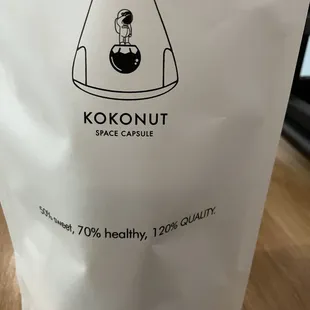 KOKONUT
SPACE CAPSULE
50% sweet, 70% healthy, 120% QUALITY.